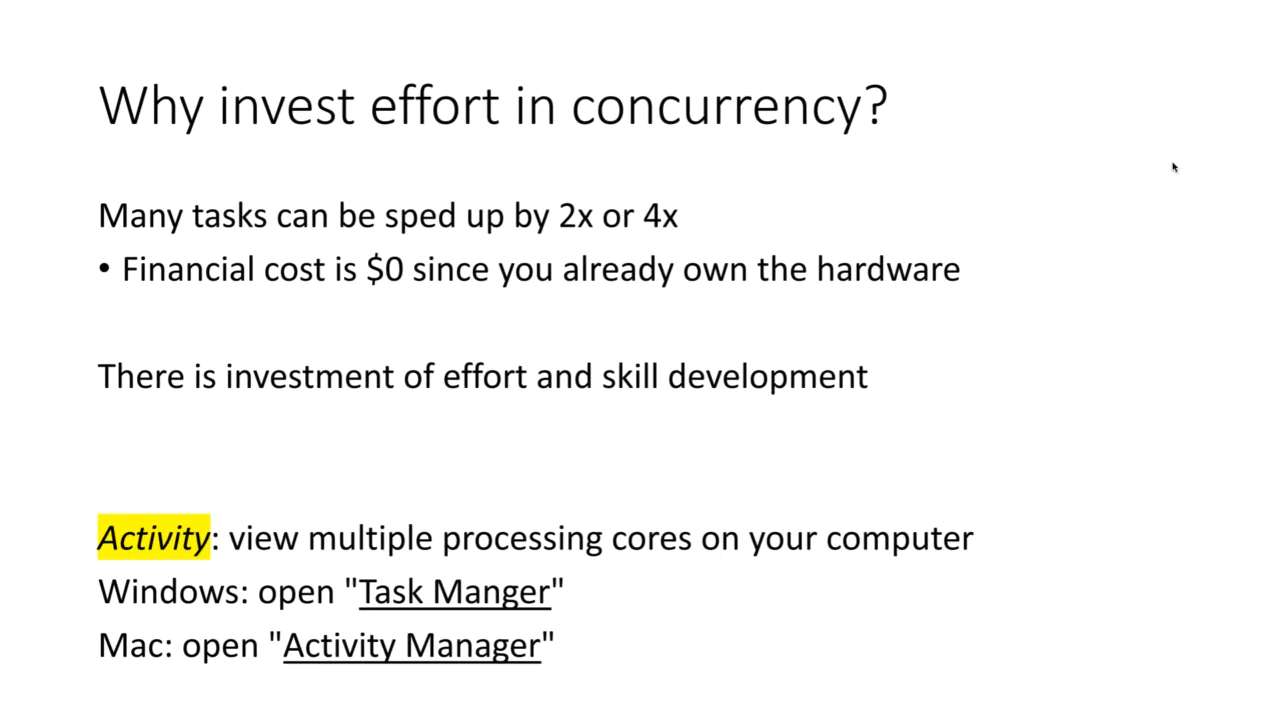 Why invest effort in concurrency?
Many tasks can be sped up by 2x or 4x
• Financial cost is $0 since you already own the hardware
There is investment of effort and skill development
Activity: view multiple processing cores on your computer
Windows: open "Task Manger"
Mac: open "Activity Manager"